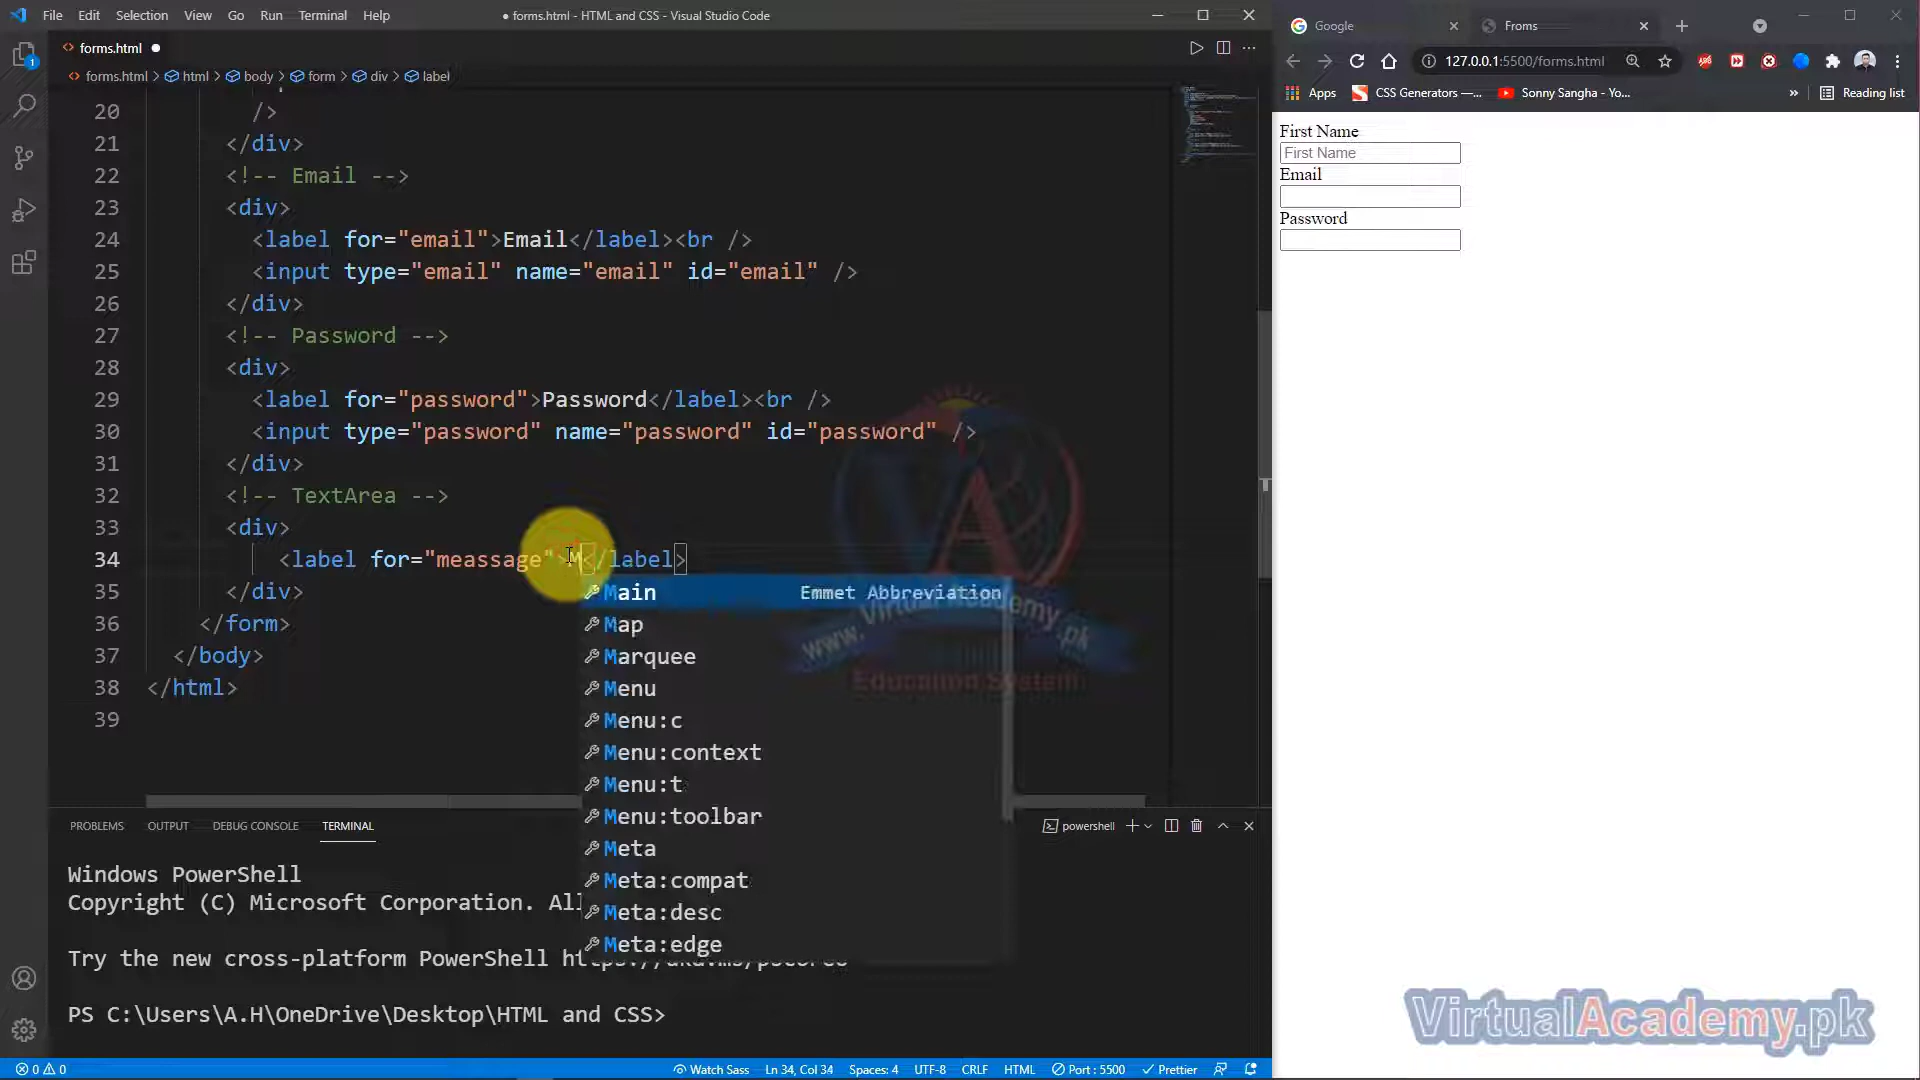 File Edit Selection View Go Run Terminal Help
● forms.html - HTML and CSS - Visual Studio Code
forms.html
forms.html > html > body > form > div > label
20 />
21 </div>
22 <!-- Email -->
23 <div>
24 <label for="email">Email</label><br />
25 <input type="email" name="email" id="email" />
26 </div>
27 <!-- Password -->
28 <div>
29 <label for="password">Password</label><br />
30 <input type="password" name="password" id="password" />
31 </div>
32 <!-- TextArea -->
33 <div>
34 <label for="meassage">M</label>
35 </div>
36 </form>
37 </body>
38 </html>
39
Main Emmet Abbreviation
Map
Marquee
Menu
Menu:c
Menu:context
Menu:t
Menu:toolbar
Meta
Meta:compat
Meta:desc
Meta:edge
www.VirtualAcademy.pk
Education System
PROBLEMS OUTPUT DEBUG CONSOLE TERMINAL
powershell
Windows PowerShell
Copyright (C) Microsoft Corporation. All
Try the new cross-platform PowerShell
PS C:\Users\A.H\OneDrive\Desktop\HTML and CSS>
0 0
Watch Sass Ln 34, Col 34 Spaces: 4 UTF-8 CRLF HTML Port : 5500 Prettier
Google
Froms
127.0.0.1:5500/forms.html
Apps CSS Generators —... Sonny Sangha - Yo... » Reading list
First Name
First Name
Email
Password
VirtualAcademy.pk